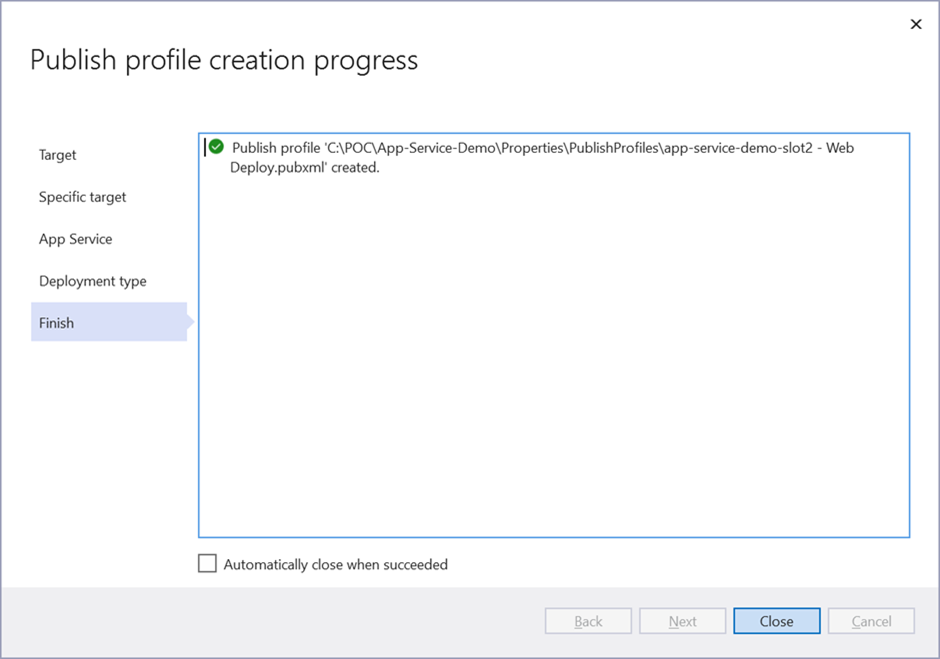 Publish profile creation progress
Target
Specific target
App Service
Deployment type
Finish
Publish profile 'C:\POC\App-Service-Demo\Properties\PublishProfiles\app-service-demo-slot2 - Web
Deploy.pubxml' created.
Automatically close when succeeded
Back
Next
Close
Cancel